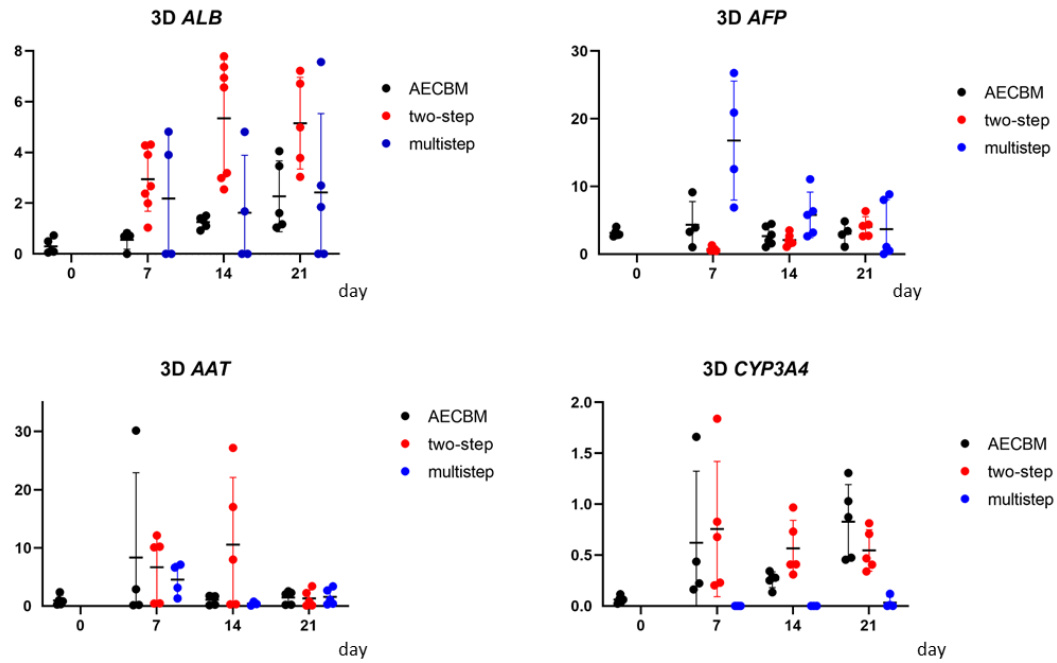 3D ALB
8
6
4
2
0
0 7 14 21
day
AECBM
two-step
multistep
3D AFP
30
20
10
0
0 7 14 21
day
AECBM
two-step
multistep
3D AAT
30
20
10
0
0 7 14 21
day
AECBM
two-step
multistep
3D CYP3A4
2.0
1.5
1.0
0.5
0.0
0 7 14 21
day
AECBM
two-step
multistep